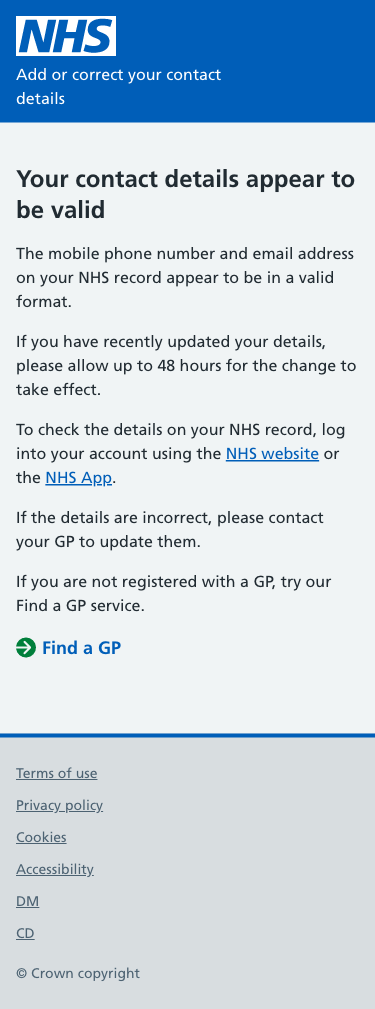 NHS
Add or correct your contact
details
Your contact details appear to
be valid
The mobile phone number and email address
on your NHS record appear to be in a valid
format.
If you have recently updated your details,
please allow up to 48 hours for the change to
take effect.
To check the details on your NHS record, log
into your account using the NHS website or
the NHS App.
If the details are incorrect, please contact
your GP to update them.
If you are not registered with a GP, try our
Find a GP service.
Find a GP
Terms of use
Privacy policy
Cookies
Accessibility
DM
CD
© Crown copyright